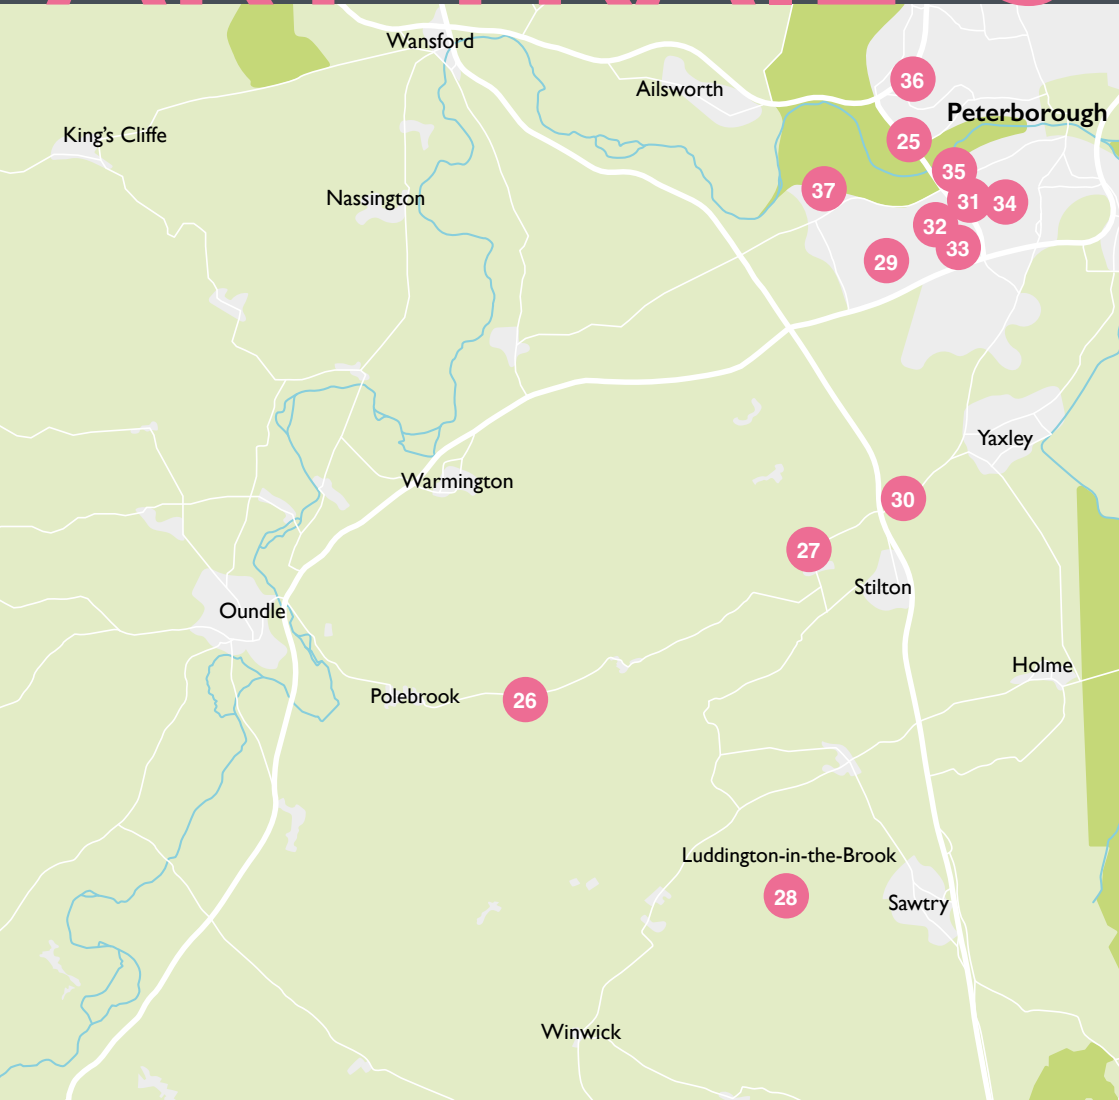 Wansford
Ailsworth
36
Peterborough
King's Cliffe
25
35
37
Nassington
31
34
32
33
29
Yaxley
Warmington
30
27
Stilton
Oundle
Holme
Polebrook
26
Luddington-in-the-Brook
28
Sawtry
Winwick